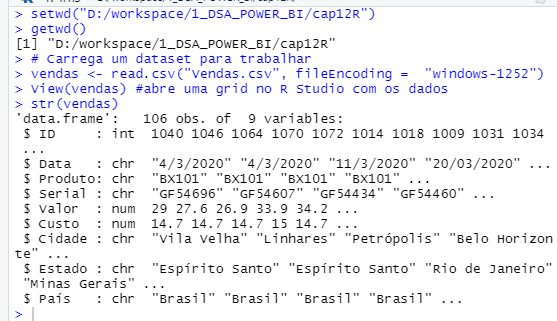 > setwd("D:/workspace/1_DSA_POWER_BI/cap12R")
> getwd()
[1] "D:/workspace/1_DSA_POWER_BI/cap12R"
> # Carrega um dataset para trabalhar
> vendas <- read.csv("Vendas.csv", fileEncoding =  "windows-1252")
> View(vendas) #abre uma grid no R Studio com os dados
> str(vendas)
'data.frame':   106 obs. of  9 variables:
 $ ID     : int  1040 1046 1064 1070 1072 1014 1018 1009 1031 1034
 ...
 $ Data   : chr  "4/3/2020" "4/3/2020" "11/3/2020" "20/03/2020" ...
 $ Produto: chr  "BX101" "BX101" "BX101" "BX101" ...
 $ Serial : chr  "GF54696" "GF54607" "GF54434" "GF54460" ...
 $ Valor  : num  29 27.6 26.9 33.9 34.2 ...
 $ Custo  : num  14.7 14.7 14.7 15 14.7 ...
 $ Cidade : chr  "Vila Velha" "Linhares" "Petrópolis" "Belo Horizon
te" ...
 $ Estado : chr  "Espírito Santo" "Espírito Santo" "Rio de Janeiro"
 "Minas Gerais" ...
 $ País   : chr  "Brasil" "Brasil" "Brasil" "Brasil" ...
>